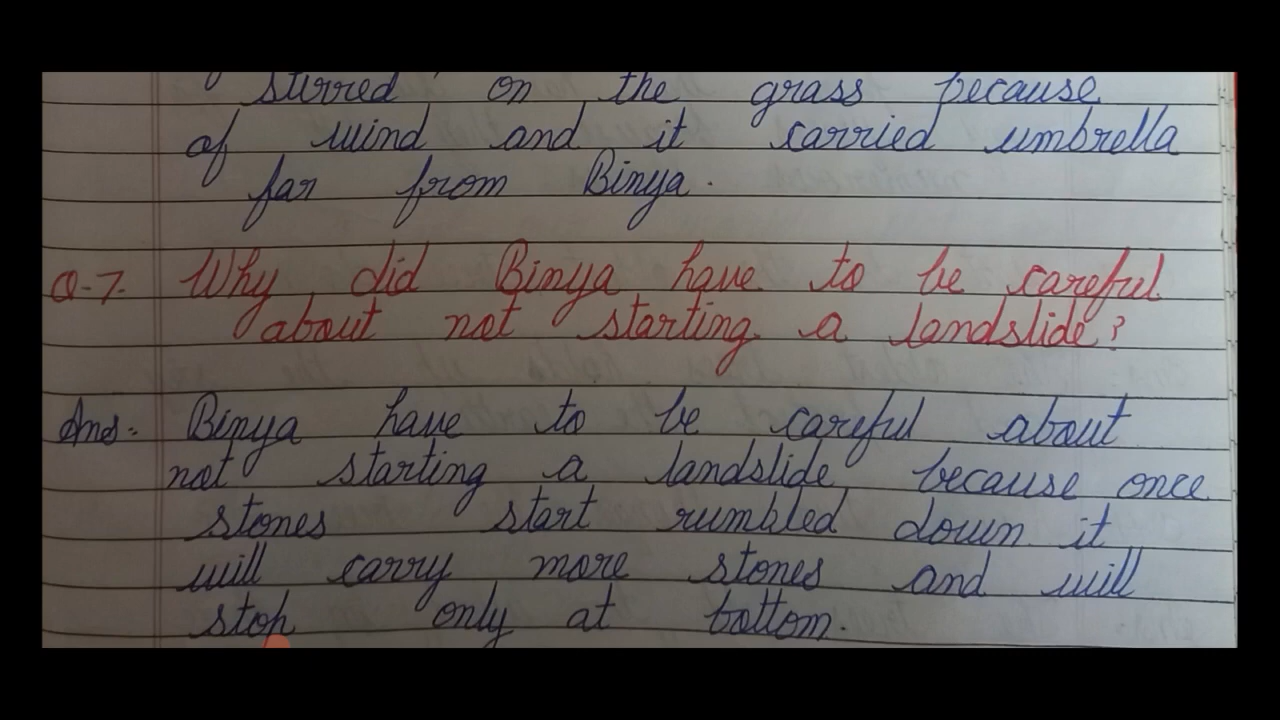 stirred on the grass because
of wind and it carried umbrella
far from Binya.
Q-7. Why did Binya have to be careful
about not starting a landslide?
Ans:- Binya have to be careful about
not starting a landslide because once
stones start rumbled down it
will carry more stones and will
stop only at bottom.